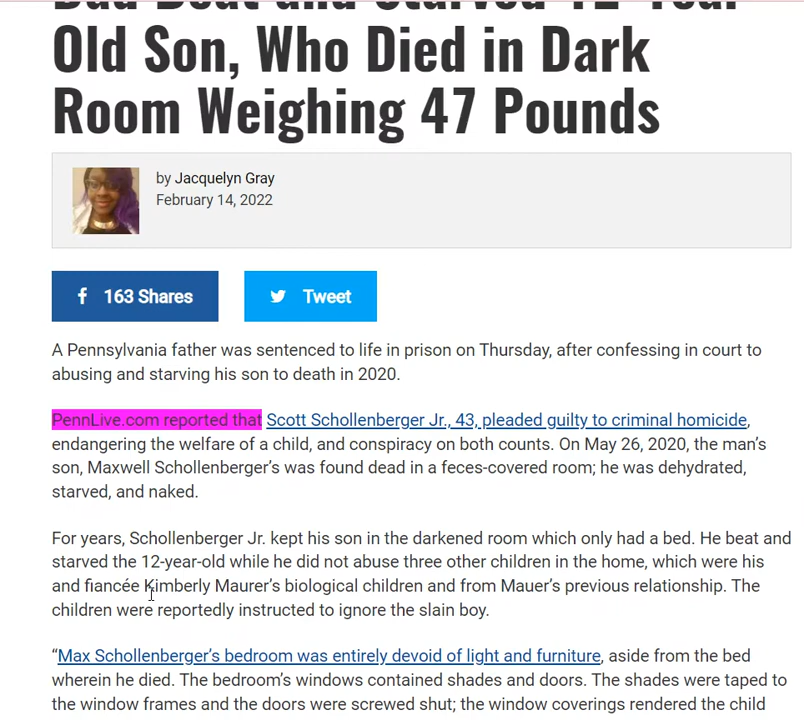 Dad Beat and Starved 12-Year-
Old Son, Who Died in Dark
Room Weighing 47 Pounds
by Jacquelyn Gray
February 14, 2022
163 Shares
Tweet
A Pennsylvania father was sentenced to life in prison on Thursday, after confessing in court to
abusing and starving his son to death in 2020.
PennLive.com reported that Scott Schollenberger Jr., 43, pleaded guilty to criminal homicide,
endangering the welfare of a child, and conspiracy on both counts. On May 26, 2020, the man's
son, Maxwell Schollenberger's was found dead in a feces-covered room; he was dehydrated,
starved, and naked.
For years, Schollenberger Jr. kept his son in the darkened room which only had a bed. He beat and
starved the 12-year-old while he did not abuse three other children in the home, which were his
and fiancée Kimberly Maurer's biological children and from Mauer's previous relationship. The
children were reportedly instructed to ignore the slain boy.
“Max Schollenberger's bedroom was entirely devoid of light and furniture, aside from the bed
wherein he died. The bedroom's windows contained shades and doors. The shades were taped to
the window frames and the doors were screwed shut; the window coverings rendered the child